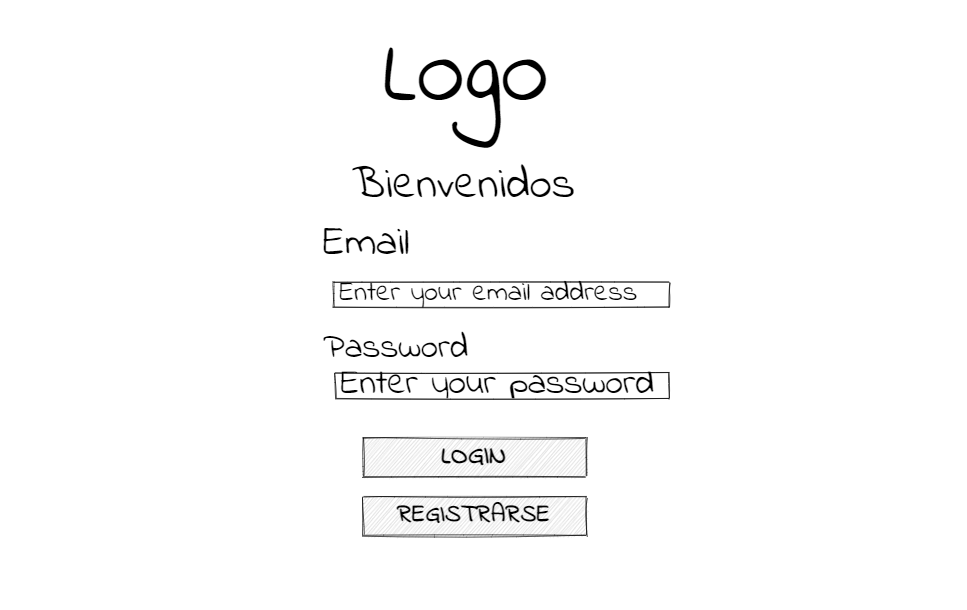 Logo
Bienvenidos
Email
Enter your email address
Password
Enter your password
LOGIN
REGISTRARSE